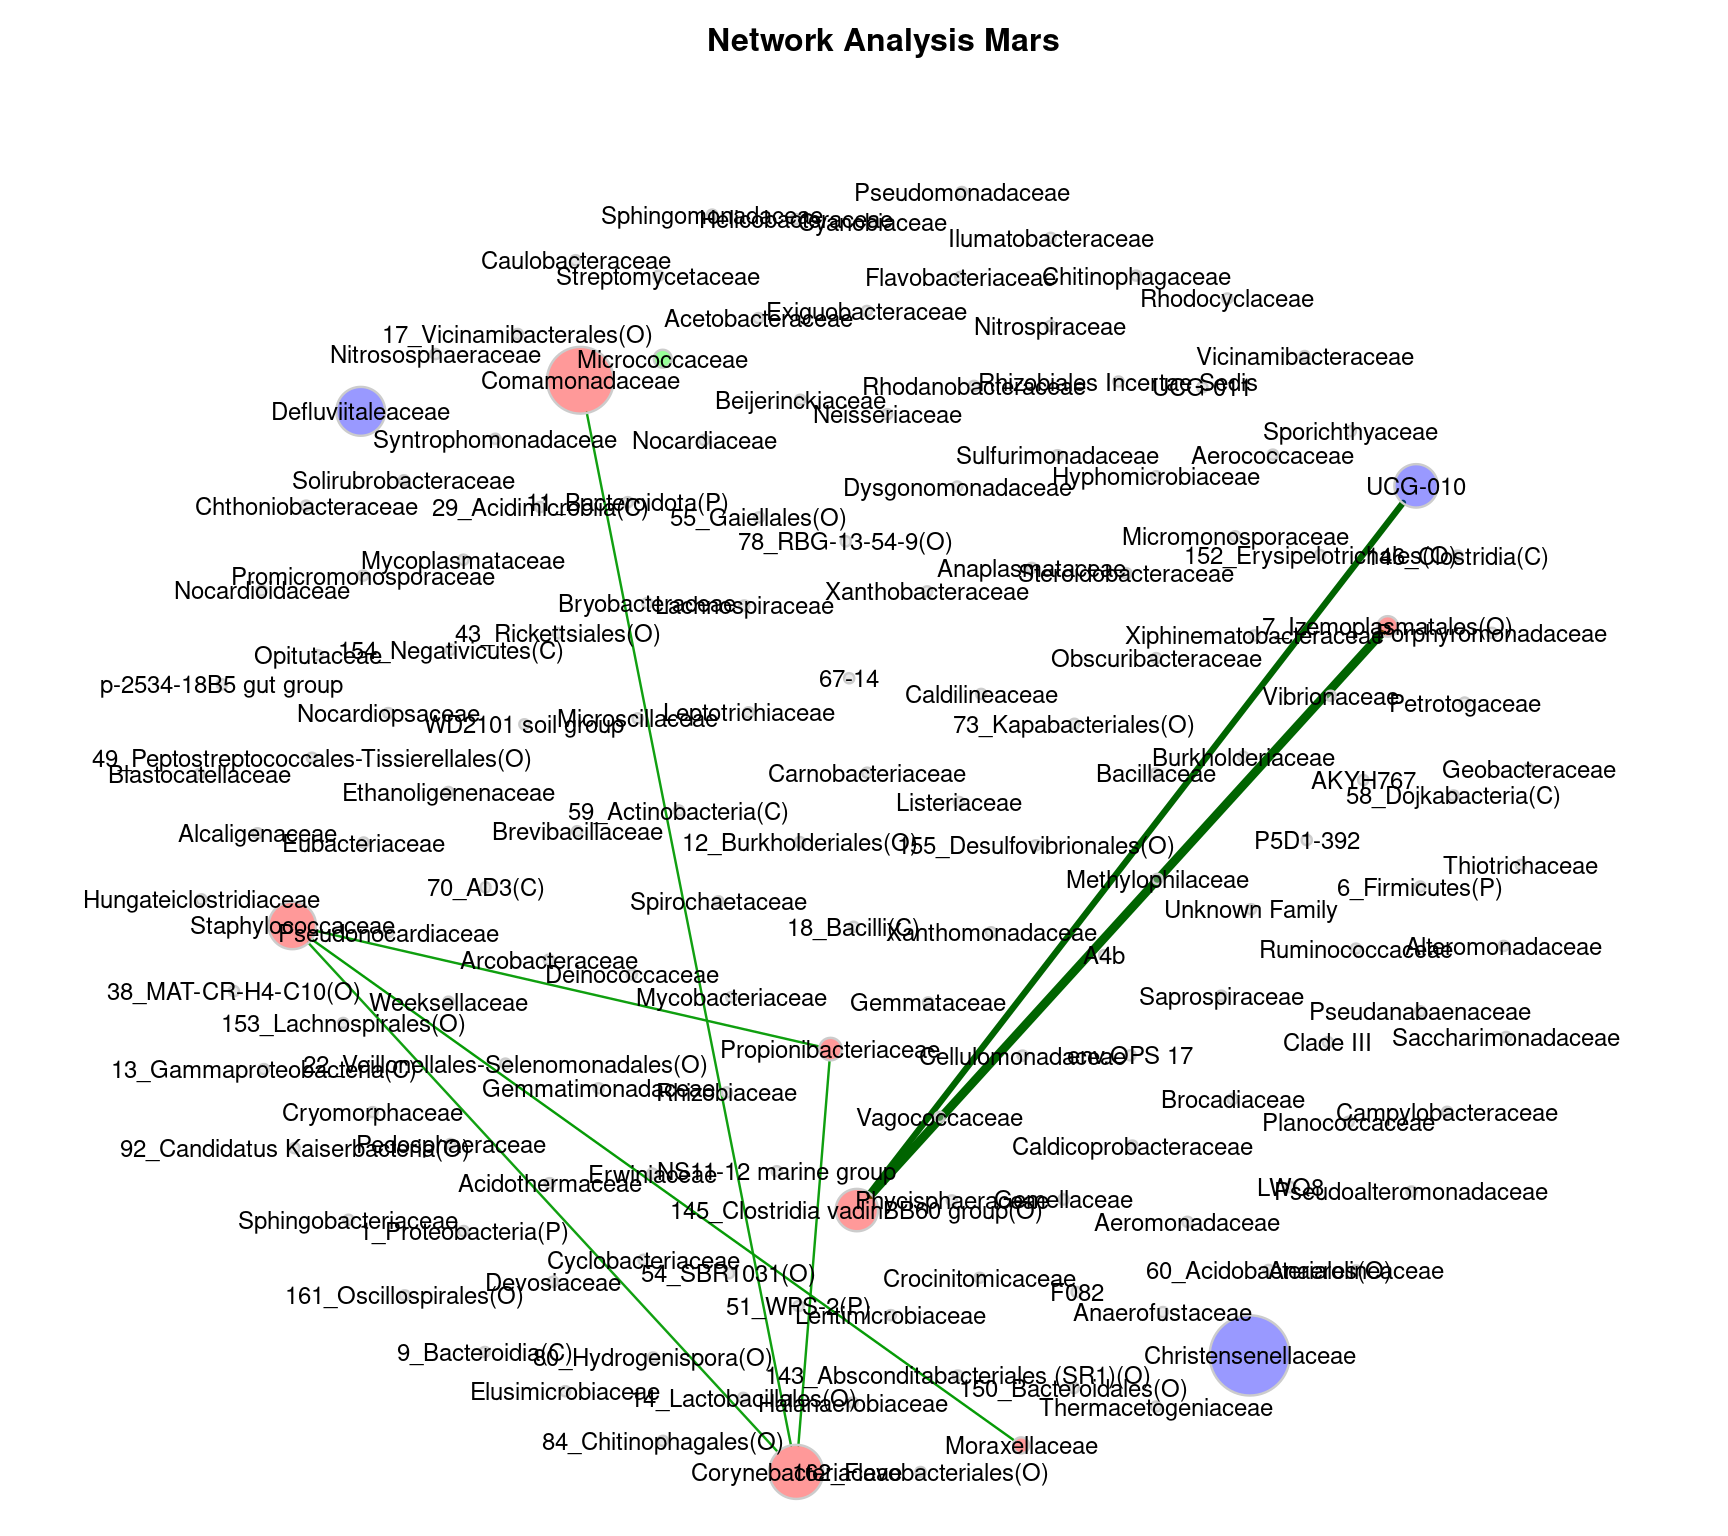 Network Analysis Mars
Pseudomonadaceae
Sphingomonadaceae
Helicobacteraceae
Cyanobiaceae
Ilumatobacteraceae
Caulobacteraceae
Streptomycetaceae
Flavobacteriaceae
Chitinophagaceae
Rhodocyclaceae
Exiguobacteraceae
Acetobacteraceae
Nitrospiraceae
17_Vicinamibacterales(O)
Nitrososphaeraceae
Micrococcaceae
Vicinamibacteraceae
Comamonadaceae
Rhodanobacteraceae
Rhizobiales Incertae Sedis
UCG-011
Beijerinckiaceae
Defluviitaleaceae
Neisseriaceae
Syntrophomonadaceae
Nocardiaceae
Sporichthyaceae
Sulfurimonadaceae
Aerococcaceae
Solirubrobacteraceae
Hyphomicrobiaceae
Dysgonomonadaceae
UCG-010
Chthoniobacteraceae
29_Acidimicrobiia(C)
11_Bacteroidota(P)
55_Gaiellales(O)
78_RBG-13-54-9(O)
Micromonosporaceae
152_Erysipelotrichales(O)
146_Clostridia(C)
Mycoplasmataceae
Promicromonosporaceae
Anaplasmataceae
Steroidobacteraceae
Nocardioidaceae
Xanthobacteraceae
Bryobacteraceae
Lachnospiraceae
43_Rickettsiales(O)
7_Izemoplasmatales(O)
Xiphinematobacteraceae
Porphyromonadaceae
Opitutaceae
154_Negativicutes(C)
Obscuribacteraceae
p-2534-18B5 gut group
67-14
Caldilineaceae
Vibrionaceae
Petrotogaceae
Nocardiopsaceae
WD2101 soil group
Microscillaceae
Leptotrichiaceae
73_Kapabacteriales(O)
49_Peptostreptococcales-Tissierellales(O)
Blastocatellaceae
Carnobacteriaceae
Bacillaceae
Burkholderiaceae
AKYH767
Geobacteraceae
Ethanoligenenaceae
58_Dojkabacteria(C)
59_Actinobacteria(C)
Listeriaceae
Alcaligenaceae
Eubacteriaceae
Brevibacillaceae
12_Burkholderiales(O)
155_Desulfovibrionales(O)
P5D1-392
Thiotrichaceae
70_AD3(C)
Methylophilaceae
6_Firmicutes(P)
Hungateiclostridiaceae
Spirochaetaceae
Unknown Family
Staphylococcaceae
Pseudonocardiaceae
18_Bacilli(C)
Xanthomonadaceae
A4b
Ruminococcaceae
Alteromonadaceae
Arcobacteraceae
Deinococcaceae
38_MAT-CR-H4-C10(O)
Weeksellaceae
Mycobacteriaceae
Gemmataceae
Saprospiraceae
Pseudanabaenaceae
153_Lachnospirales(O)
Clade III
Saccharimonadaceae
Propionibacteriaceae
Cellulomonadaceae
env.OPS 17
13_Gammaproteobacteria(C)
22_Veillonellales-Selenomonadales(O)
Gemmatimonadaceae
Rhizobiaceae
Brocadiaceae
Cryomorphaceae
Vagococcaceae
Planococcaceae
Campylobacteraceae
92_Candidatus Kaiserbacteria(O)
Pedosphaeraceae
Caldicoprobacteraceae
Erwiniaceae
NS11-12 marine group
Acidothermaceae
LWQ8
Pseudoalteromonadaceae
Phycisphaeraceae
Gemellaceae
145_Clostridia vadinBB60 group(O)
Sphingobacteriaceae
1_Proteobacteria(P)
Aeromonadaceae
Cyclobacteriaceae
54_SBR1031(O)
60_Acidobacteriales(O)
Anaerolineaceae
Devosiaceae
Crocinitomicaceae
F082
161_Oscillospirales(O)
51_WPS-2(P)
Lentimicrobiaceae
Anaerofustaceae
9_Bacteroidia(C)
80_Hydrogenispora(O)
Christensenellaceae
143_Absconditabacteriales (SR1)(O)
Elusimicrobiaceae
14_Lactobacillales(O)
Halanaerobiaceae
150_Bacteroidales(O)
Thermacetogeniaceae
84_Chitinophagales(O)
Moraxellaceae
Corynebacteriaceae
162_Flavobacteriales(O)